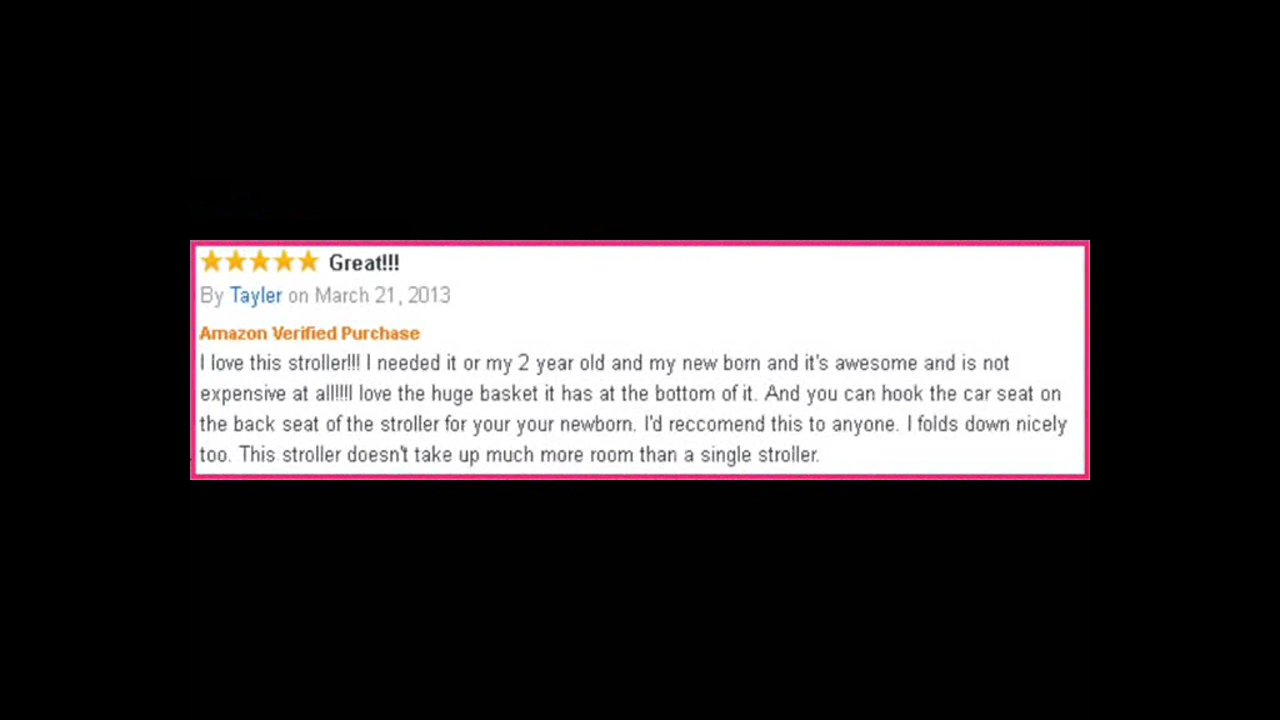 Great!!!
By Tayler on March 21, 2013
Amazon Verified Purchase
I love this stroller!!! I needed it or my 2 year old and my new born and it's awesome and is not
expensive at all!!!!I love the huge basket it has at the bottom of it. And you can hook the car seat on
the back seat of the stroller for your your newborn. I'd reccomend this to anyone. I folds down nicely
too. This stroller doesn't take up much more room than a single stroller.